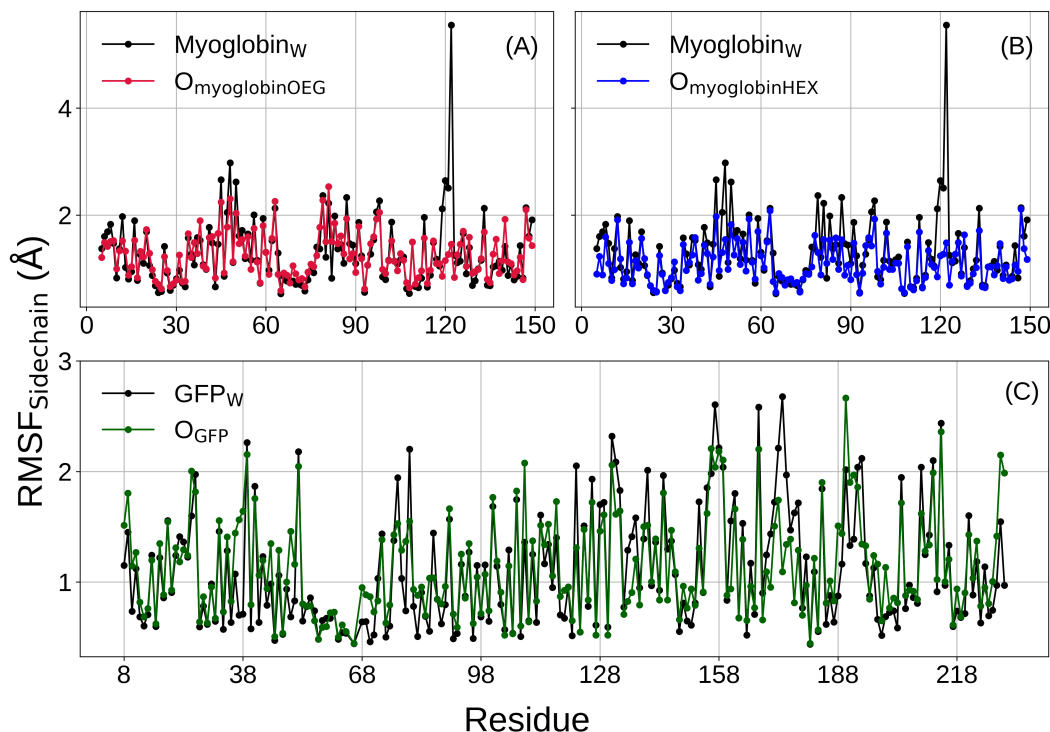 Myoglobin_W
O_myoglobinOEG
(A)
Myoglobin_W
O_myoglobinHEX
(B)
4
2
0 30 60 90 120 150
0 30 60 90 120 150
RMSF_Sidechain (Å)
GFP_W
O_GFP
(C)
3
2
1
8 38 68 98 128 158 188 218
Residue